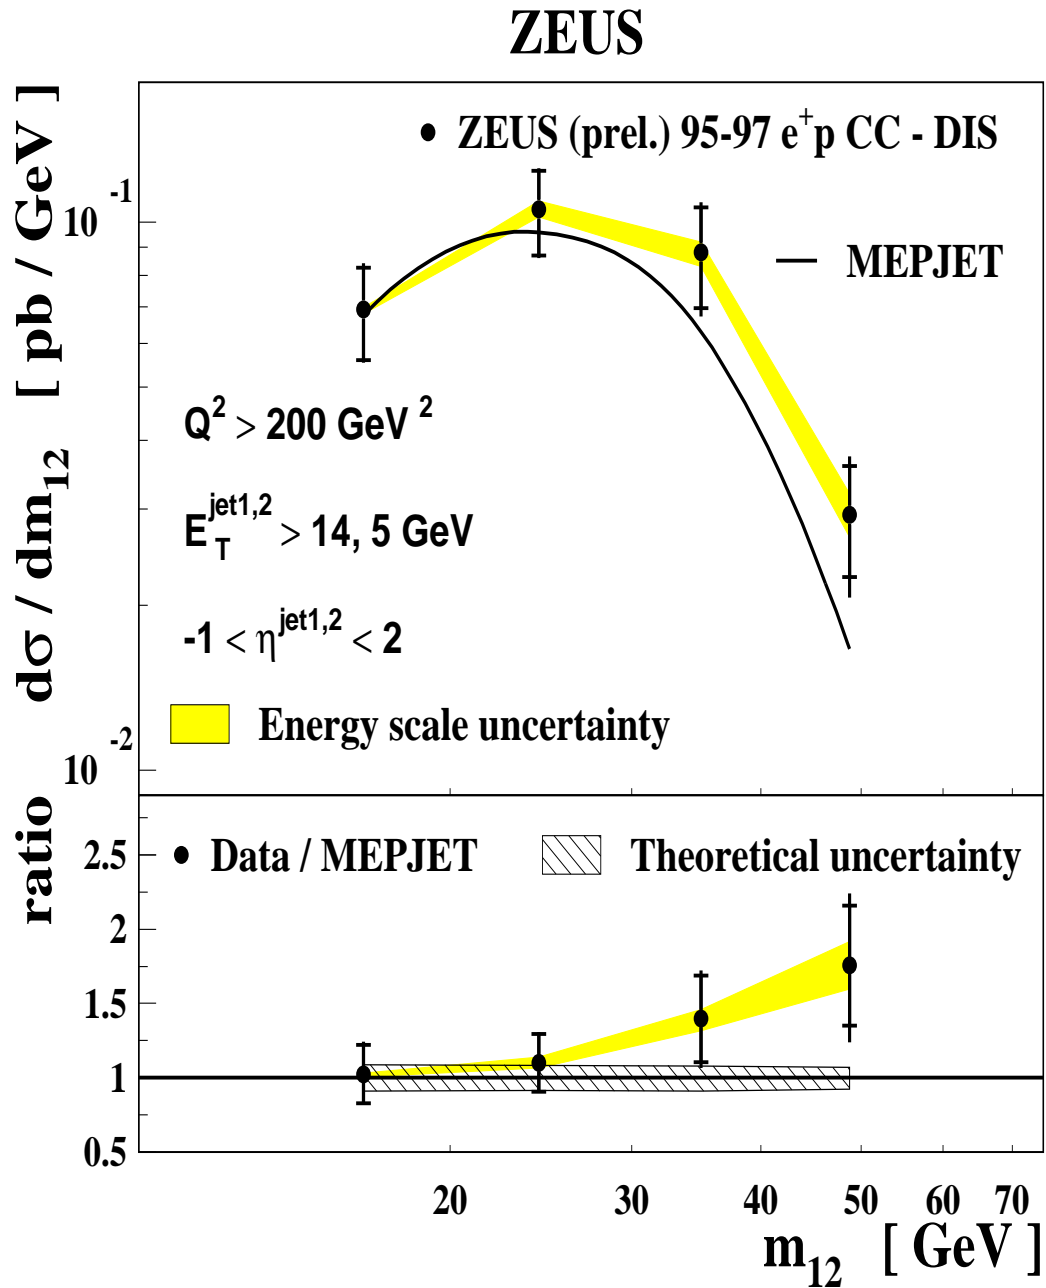 ZEUS
ZEUS (prel.) 95-97 e+p CC - DIS
MEPJET
dσ / dm12 [ pb / GeV ]
10 -1
10 -2
Q2 > 200 GeV 2
E T jet1,2 > 14, 5 GeV
-1 < η jet1,2 < 2
Energy scale uncertainty
ratio
Data / MEPJET
Theoretical uncertainty
2.5
2
1.5
1
0.5
20 30 40 50 60 70
m12 [ GeV ]